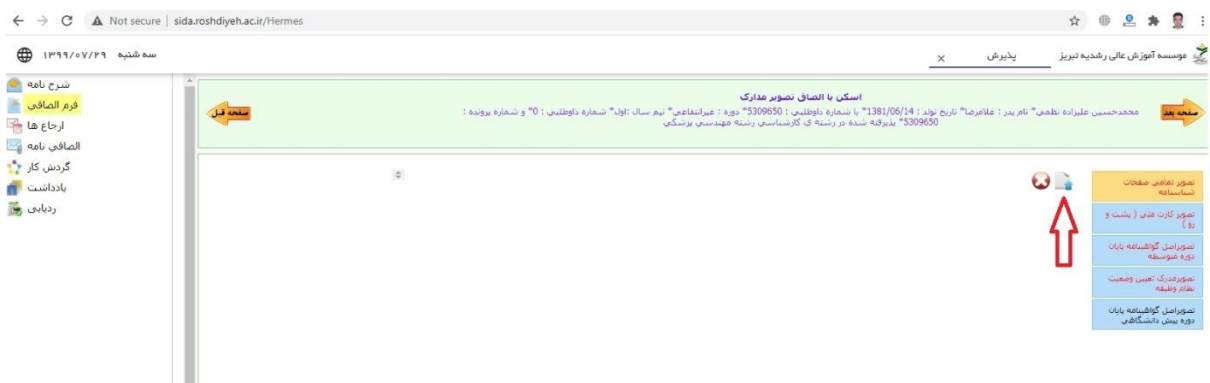 Not secure | sida.roshdiyeh.ac.ir/Hermes
موسسه آموزش عالی رشدیه تبریز
پذیرش ×
سه شنبه ۱۳۹۹/۰۷/۲۹
شرح نامه
فرم الصاقی
ارجاع ها
الصاقی نامه
گردش کار
یادداشت
ردیابی
صفحه بعد
اسکن یا الصاق تصویر مدارک
محمدحسین علیزاده نظمی* نام پدر : غلامرضا* تاریخ تولد : 1381/06/14* با شماره داوطلبی : 5309650* دوره : غیرانتفاعی* نیم سال :اول* شماره داوطلبی : 0* و شماره پرونده :
5309650* پذیرفته شده در رشته ی کارشناسی رشته مهندسی پزشکی
صفحه قبل
تصویر تمامی صفحات
شناسنامه
تصویر کارت ملی ( پشت و
رو )
تصویراصل گواهینامه پایان
دوره متوسطه
تصویرمدرک تعیین وضعیت
نظام وظیفه
تصویراصل گواهینامه پایان
دوره پیش دانشگاهی